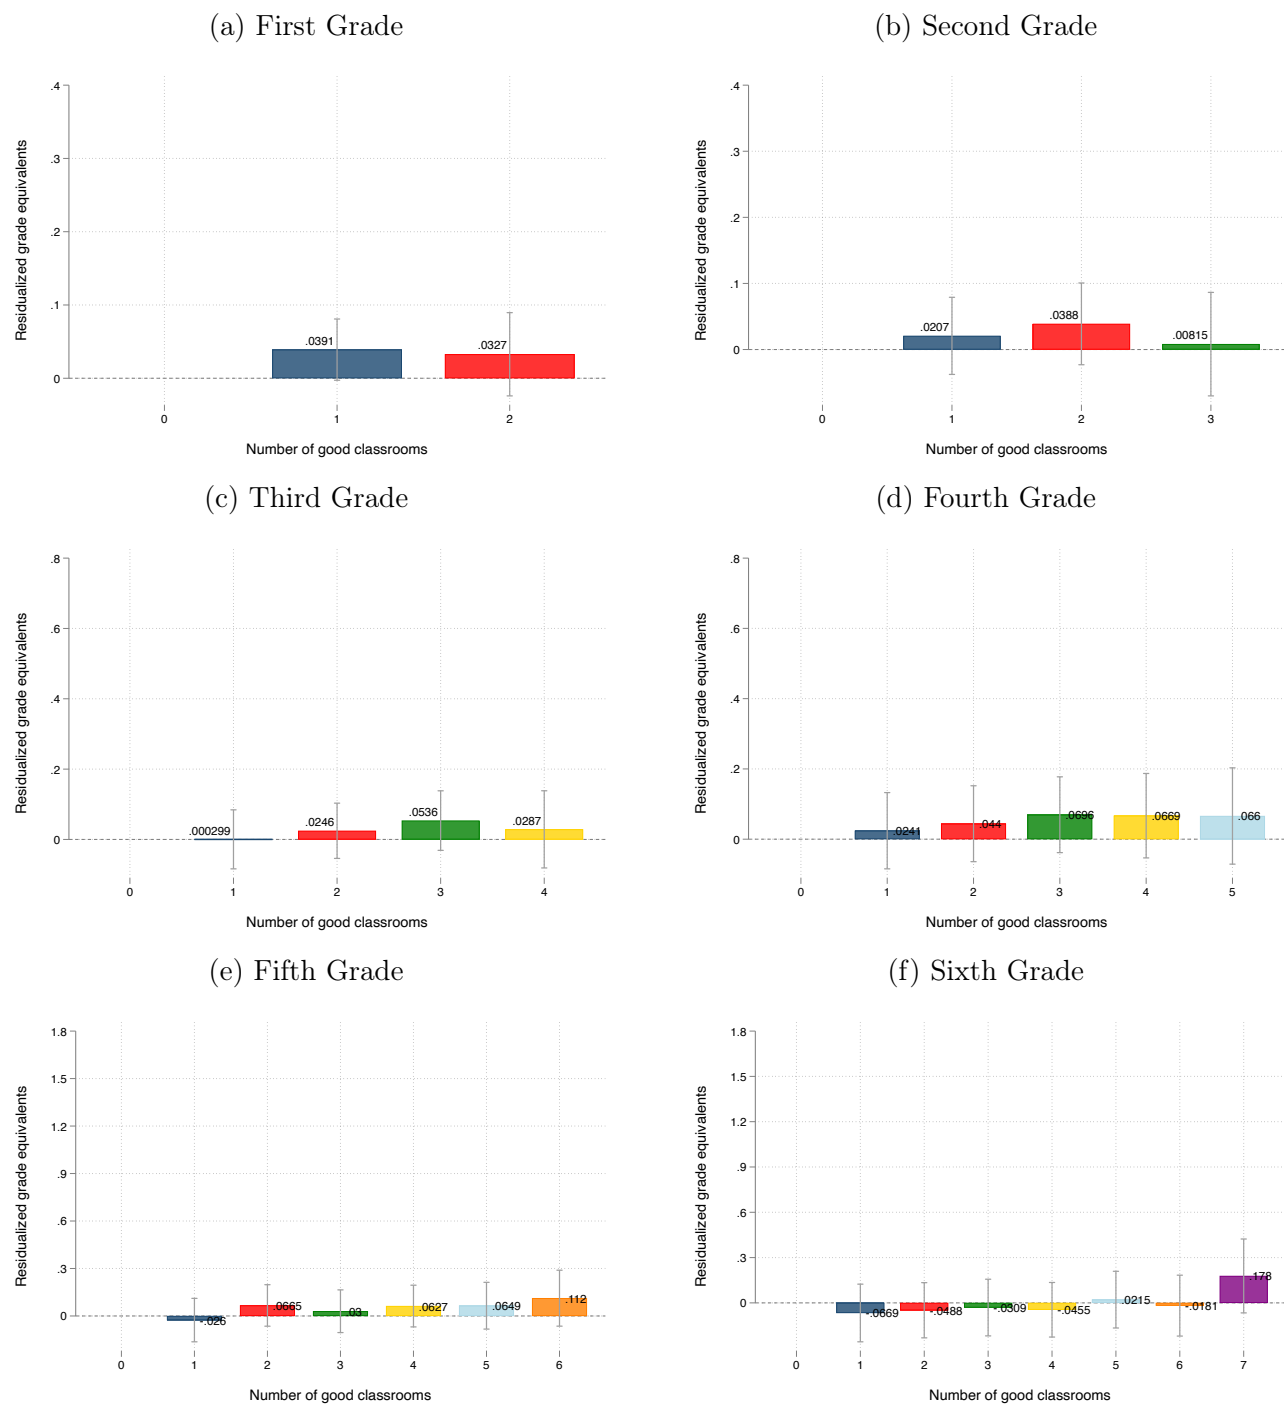 (a) First Grade
.4
.3
.2
.1
0
Residualized grade equivalents
.0391
.0327
0 1 2
Number of good classrooms
(b) Second Grade
.4
.3
.2
.1
0
Residualized grade equivalents
.0207
.0388
.00815
0 1 2 3
Number of good classrooms
(c) Third Grade
.8
.6
.4
.2
0
Residualized grade equivalents
.000299
.0246
.0536
.0287
0 1 2 3 4
Number of good classrooms
(d) Fourth Grade
.8
.6
.4
.2
0
Residualized grade equivalents
.0241
.044
.0696
.0669
.066
0 1 2 3 4 5
Number of good classrooms
(e) Fifth Grade
1.8
1.5
1.2
.9
.6
.3
0
Residualized grade equivalents
-.026
.0665
.03
.0627
.0649
.112
0 1 2 3 4 5 6
Number of good classrooms
(f) Sixth Grade
1.8
1.5
1.2
.9
.6
.3
0
Residualized grade equivalents
-.0669
-.0488
-.0309
-.0455
.0215
-.0181
.178
0 1 2 3 4 5 6 7
Number of good classrooms